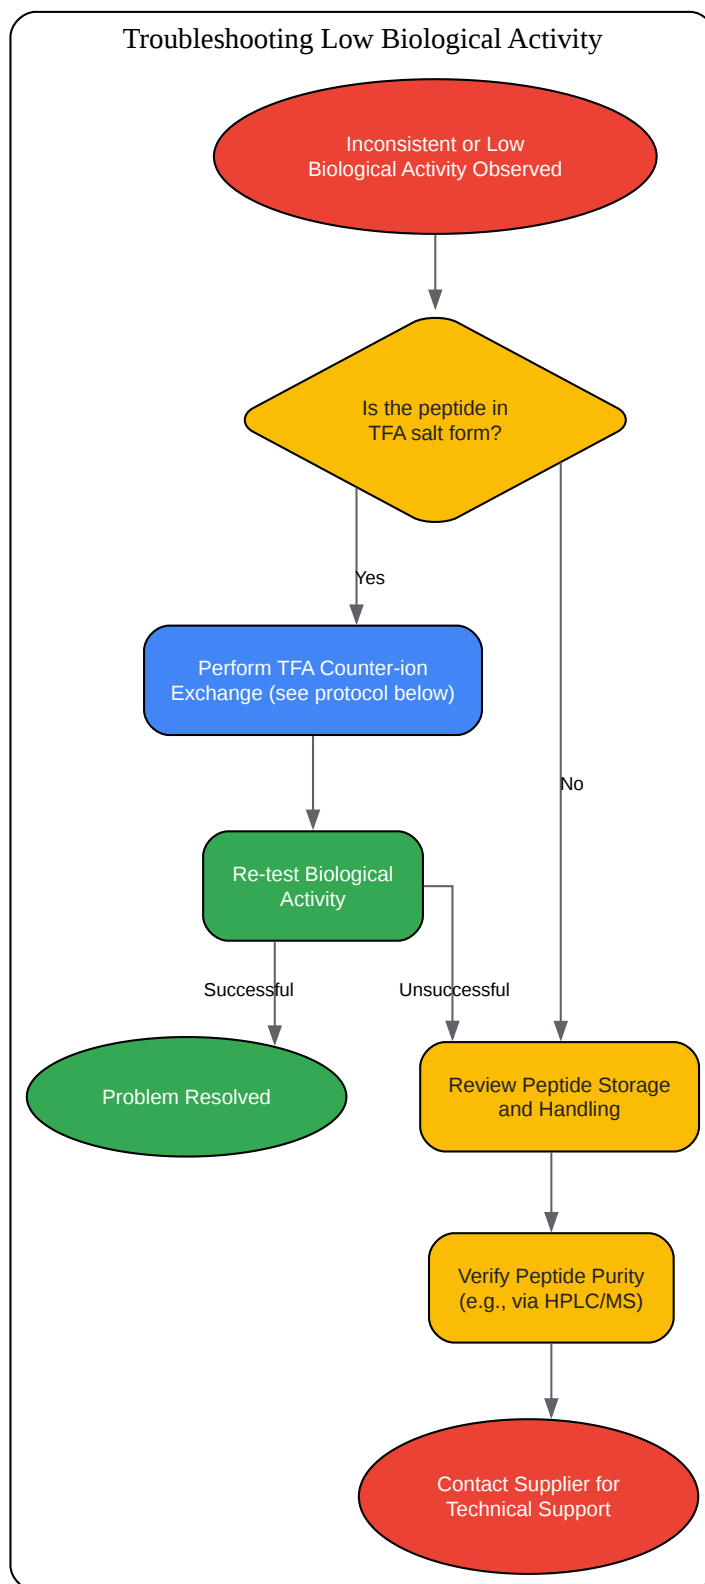 Troubleshooting Low Biological Activity
Inconsistent or Low
Biological Activity Observed
Is the peptide in
TFA salt form?
Yes
Perform TFA Counter-ion
Exchange (see protocol below)
No
Re-test Biological
Activity
Successful
Unsuccessful
Problem Resolved
Review Peptide Storage
and Handling
Verify Peptide Purity
(e.g., via HPLC/MS)
Contact Supplier for
Technical Support